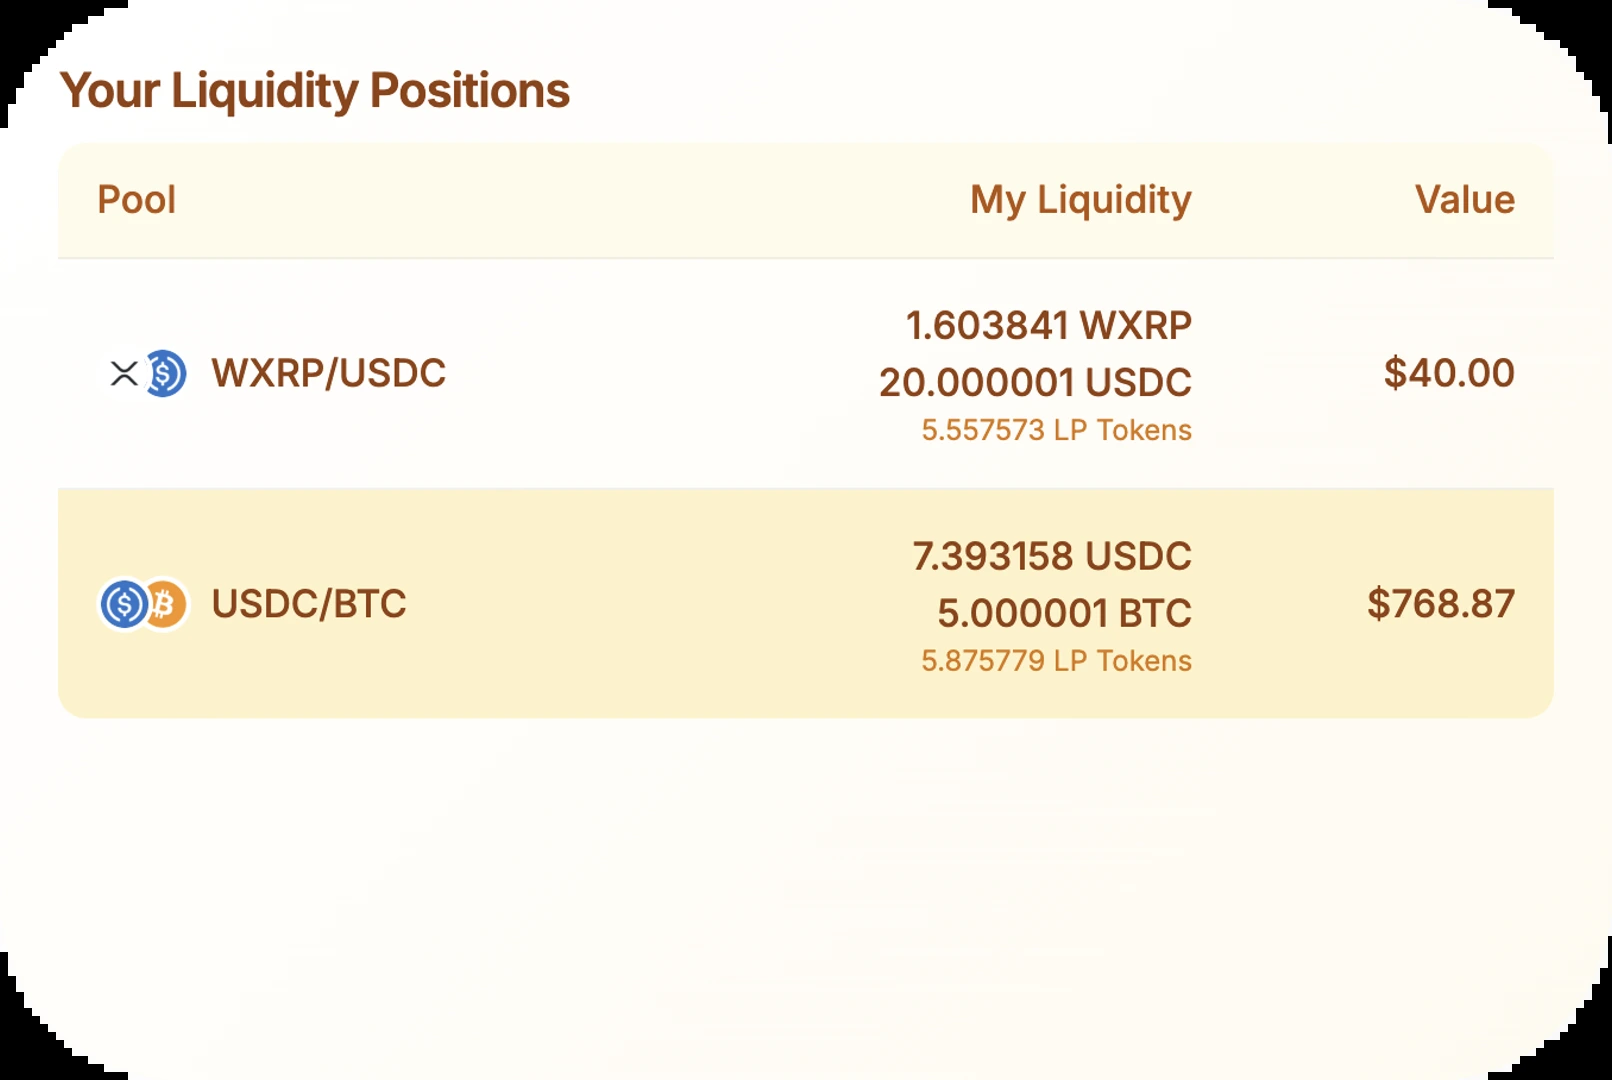 Your Liquidity Positions
Pool My Liquidity Value
WXRP/USDC
1.603841 WXRP
20.000001 USDC
5.557573 LP Tokens
$40.00
USDC/BTC
7.393158 USDC
5.000001 BTC
5.875779 LP Tokens
$768.87